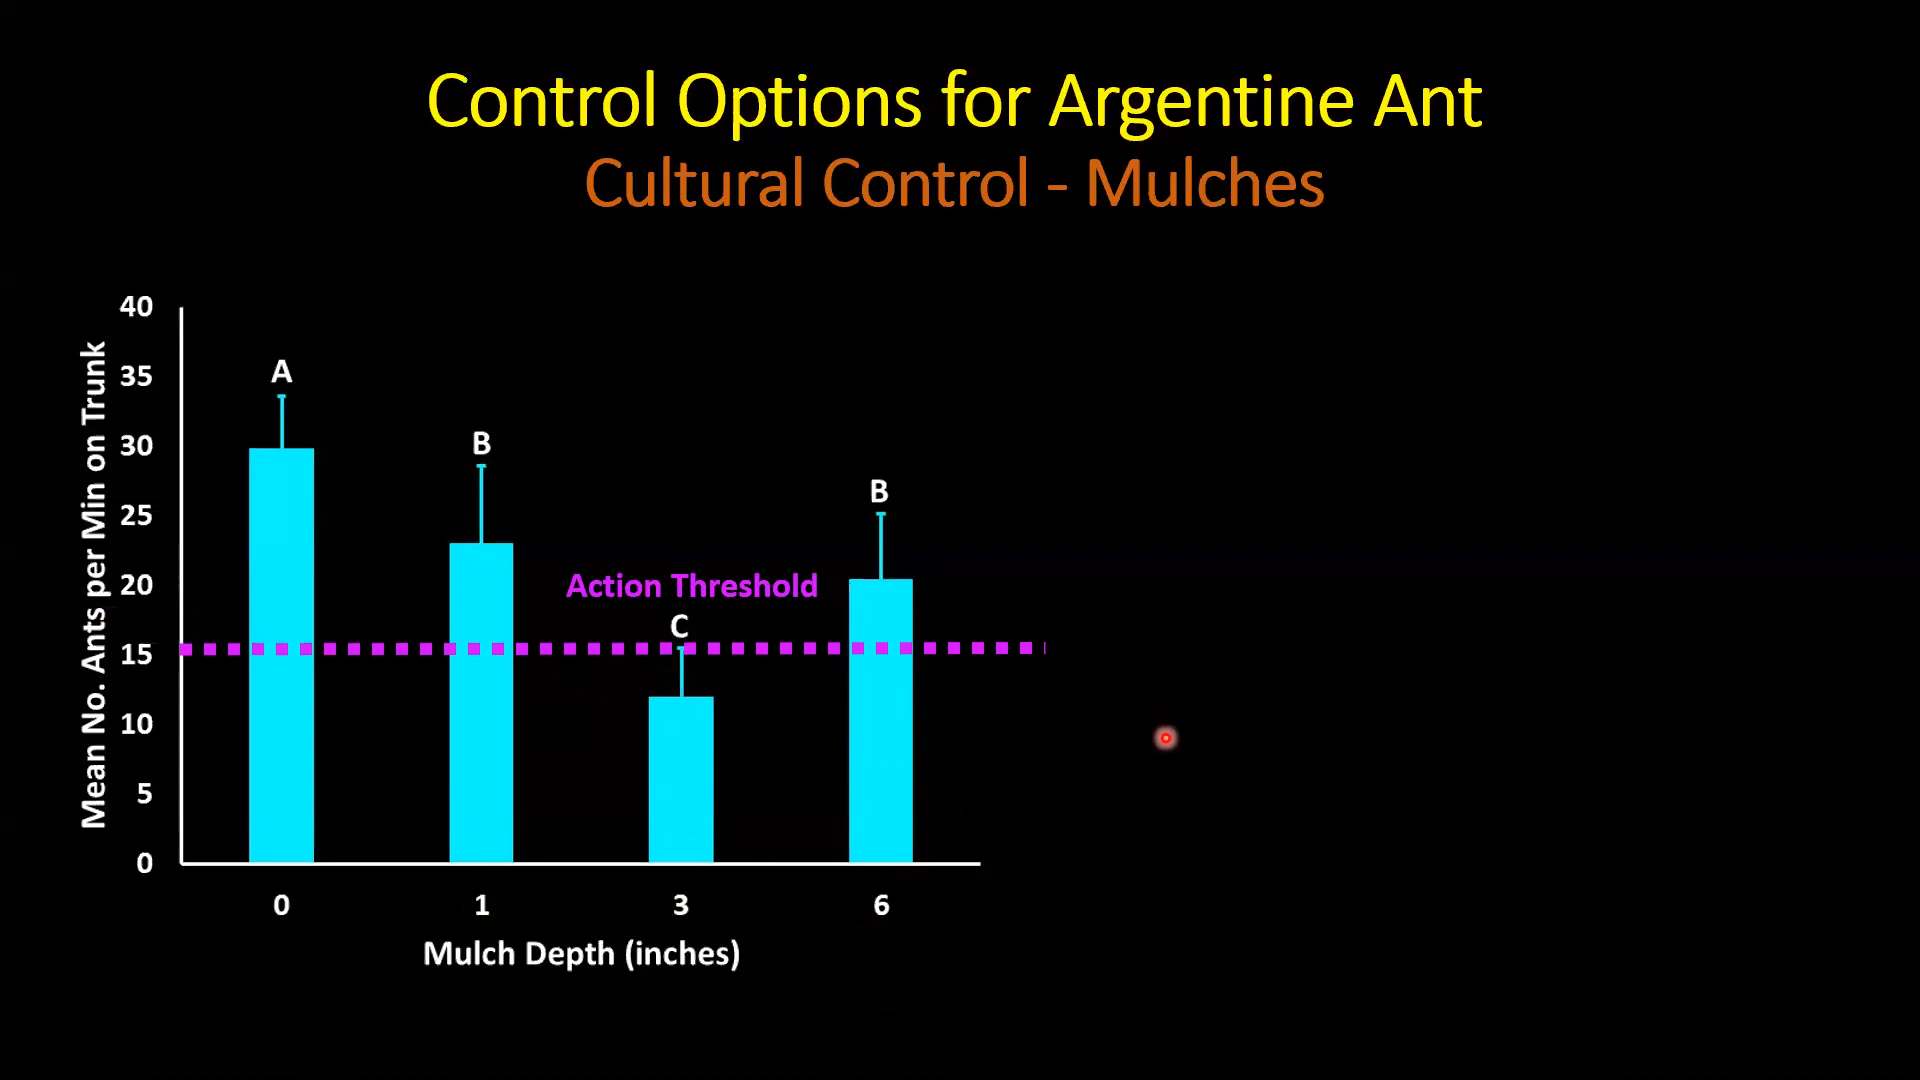 Control Options for Argentine Ant
Cultural Control - Mulches
Mean No. Ants per Min on Trunk
40
35
30
25
20
15
10
5
0
A
B
Action Threshold
C
B
0
1
3
6
Mulch Depth (inches)